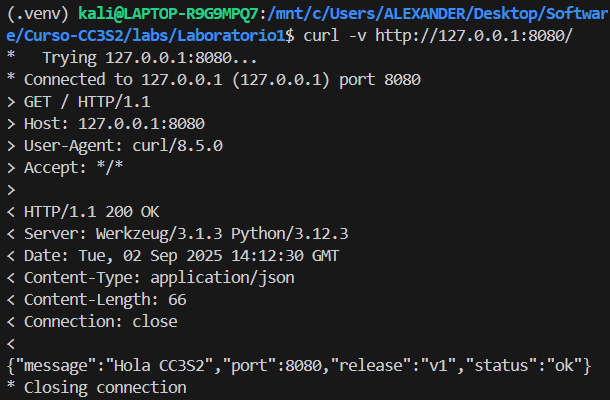 (.venv) kali@LAPTOP-R9G9MPQ7:/mnt/c/Users/ALEXANDER/Desktop/Softwar
e/Curso-CC3S2/labs/Laboratorio1$ curl -v http://127.0.0.1:8080/
*   Trying 127.0.0.1:8080...
* Connected to 127.0.0.1 (127.0.0.1) port 8080
> GET / HTTP/1.1
> Host: 127.0.0.1:8080
> User-Agent: curl/8.5.0
> Accept: */*
>
< HTTP/1.1 200 OK
< Server: Werkzeug/3.1.3 Python/3.12.3
< Date: Tue, 02 Sep 2025 14:12:30 GMT
< Content-Type: application/json
< Content-Length: 66
< Connection: close
<
{"message":"Hola CC3S2","port":8080,"release":"v1","status":"ok"}
* Closing connection